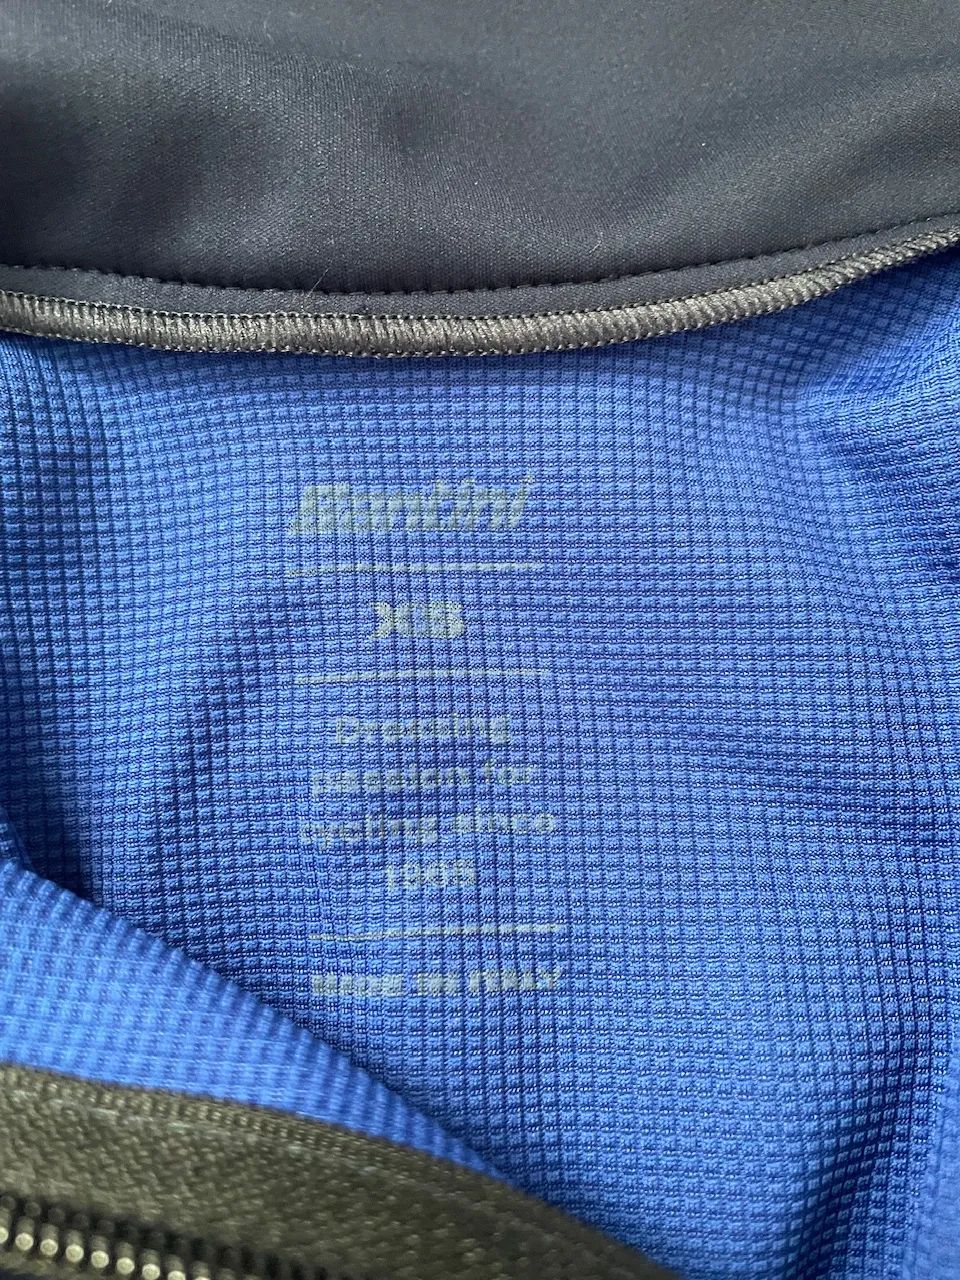 Santini
XS
Dressing
passion for
cycling since
1965
MADE IN ITALY